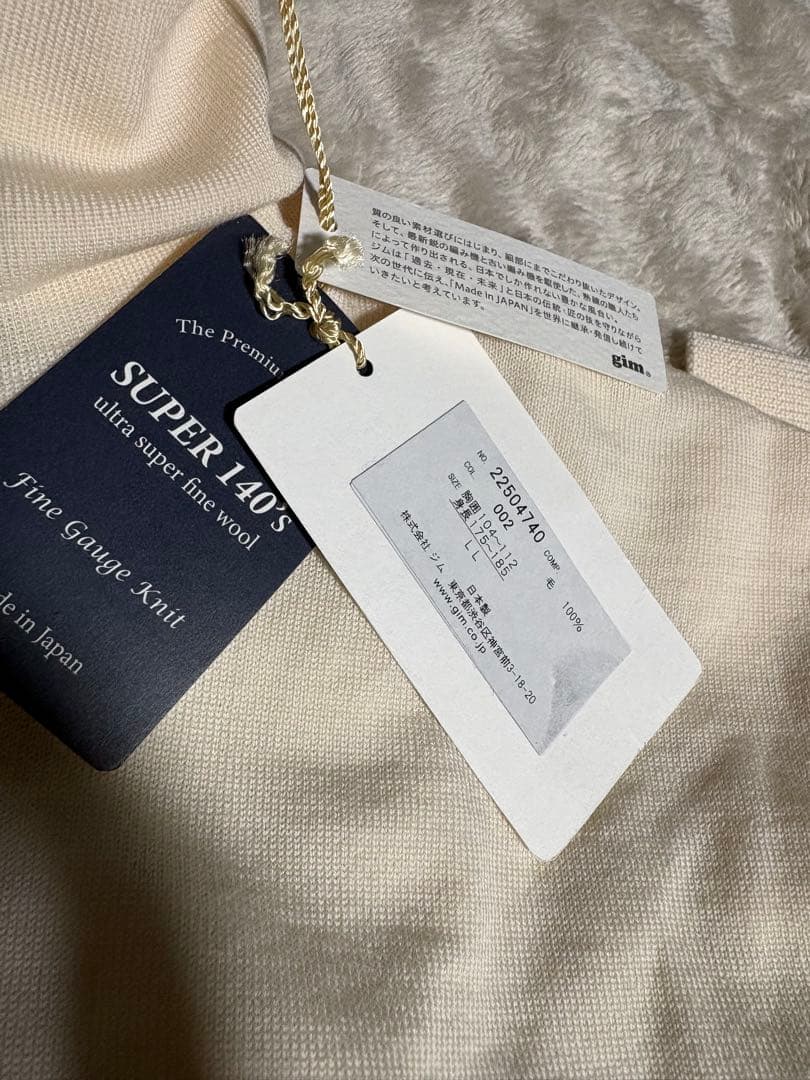 質の良い素材選びにはじまり、細部にまでこだわり抜いたデザイン。
そして、最新鋭の編み機と古い編み機を駆使した、熟練の職人たち
によって作り出される、日本でしか作れない豊かな風合い。
ジムは「過去・現在・未来」と日本の伝統・匠の技を守りながら
次の世代に伝え、「Made in JAPAN」を世界に継承・発信し続けて
いきたいと考えています。
gim®
The Premiu
SUPER 140's
ultra super fine wool
Fine Gauge Knit
de in Japan
NO. 22504740
COL 002
SIZE 胸囲 104~112
身長 175~185
LL
COMP
毛 100%
日本製
株式会社 ジム
東京都渋谷区神宮前3-18-20
www.gim.co.jp